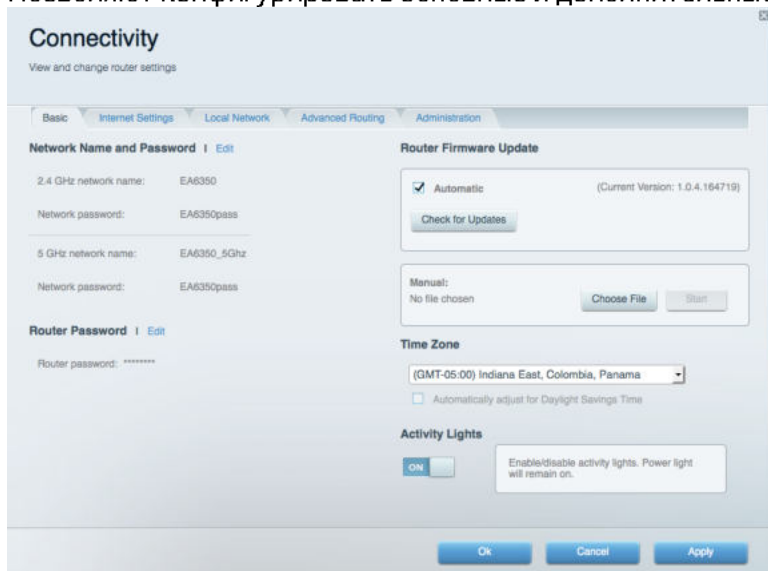 Позволяют конфигурировать основные и дополнительных
Connectivity
View and change router settings
Basic
Internet Settings
Local Network
Advanced Routing
Administration
Network Name and Password | Edit
2.4 GHz network name: EA6350
Network password: EA6350pass
5 GHz network name: EA6350_5Ghz
Network password: EA6350pass
Router Password | Edit
Router password: ********
Router Firmware Update
Automatic
(Current Version: 1.0.4.164719)
Check for Updates
Manual:
No file chosen
Choose File
Start
Time Zone
(GMT-05:00) Indiana East, Colombia, Panama
Automatically adjust for Daylight Savings Time
Activity Lights
ON
Enable/disable activity lights. Power light
will remain on.
Ok
Cancel
Apply